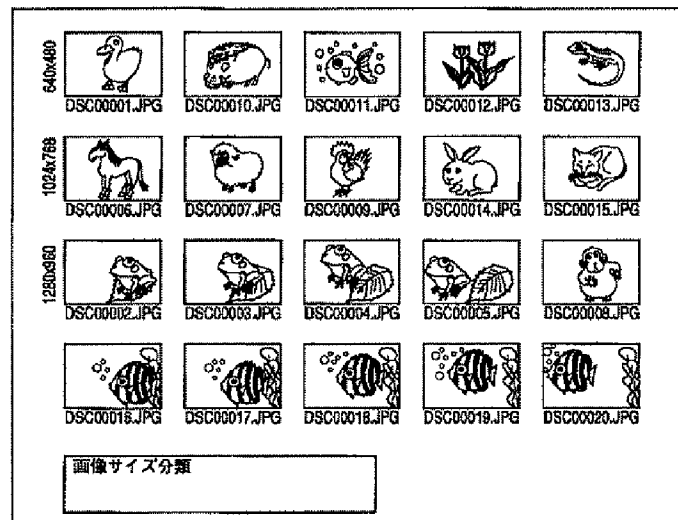 640x480
DSC00001.JPG DSC00010.JPG DSC00011.JPG DSC00012.JPG DSC00013.JPG
1024x768
DSC00006.JPG DSC00007.JPG DSC00009.JPG DSC00014.JPG DSC00015.JPG
1280x960
DSC00002.JPG DSC00003.JPG DSC00004.JPG DSC00005.JPG DSC00008.JPG
DSC00016.JPG DSC00017.JPG DSC00018.JPG DSC00019.JPG DSC00020.JPG
画像サイズ分類